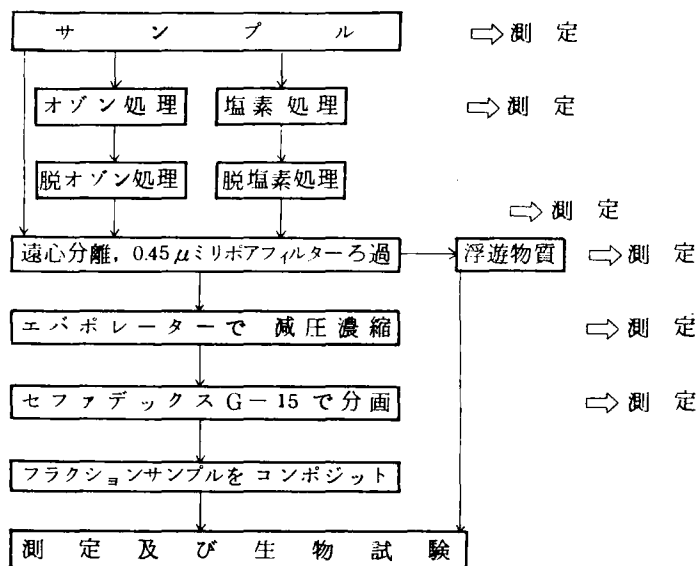 サンプル ⇨測定
オゾン処理 塩素処理 ⇨測定
脱オゾン処理 脱塩素処理
⇨測定
遠心分離，0.45μミリポアフィルターろ過 浮遊物質 ⇨測定
エバポレーターで 減圧濃縮 ⇨測定
セファデックスG－15で分画 ⇨測定
フラクションサンプルをコンポジット
測定及び生物試験